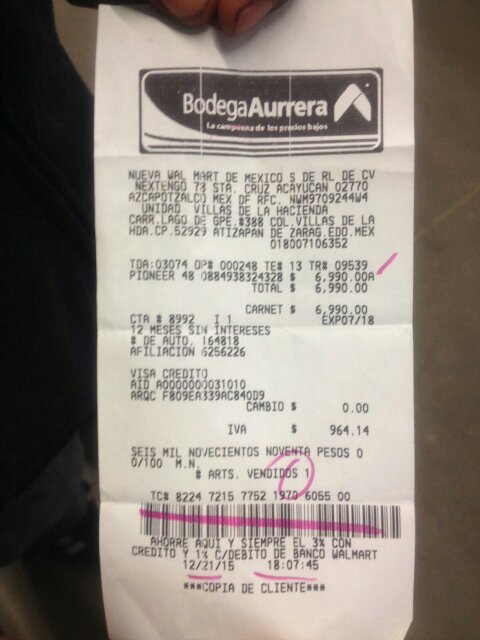 BodegaAurrera
La campeona de los precios bajos
NUEVA WAL MART DE MEXICO S DE RL DE CV
NEXTENGO 73 STA. CRUZ ACAYUCAN 02770
AZCAPOTZALCO MEX DF RFC. NWM9709244W4
UNIDAD VILLAS DE LA HACIENDA
CARR.LAGO DE GPE.#388 COL.VILLAS DE LA
HDA.CP.52929 ATIZAPAN DE ZARAG.EDO.MEX
018007106352
TDA:03074 OP# 000248 TE# 13 TR# 09539
PIONEER 48 0884938324328 $ 6,990.00A
TOTAL $ 6,990.00
CARNET $ 6,990.00
CTA # 8992 I 1 EXP07/18
12 MESES SIN INTERESES
# DE AUTO. 164818
AFILIACION 6256226
VISA CREDITO
AID A0000000031010
ARQC F809EA339AC840D9
CAMBIO $ 0.00
IVA $ 964.14
SEIS MIL NOVECIENTOS NOVENTA PESOS 0
0/100 M.N.
# ARTS. VENDIDOS 1
TC# 8224 7215 7752 1970 6055 00
AHORRE AQUI Y SIEMPRE EL 3% CON
CREDITO Y 1% C/DEBITO DE BANCO WALMART
12/21/15 18:07:45
***COPIA DE CLIENTE***